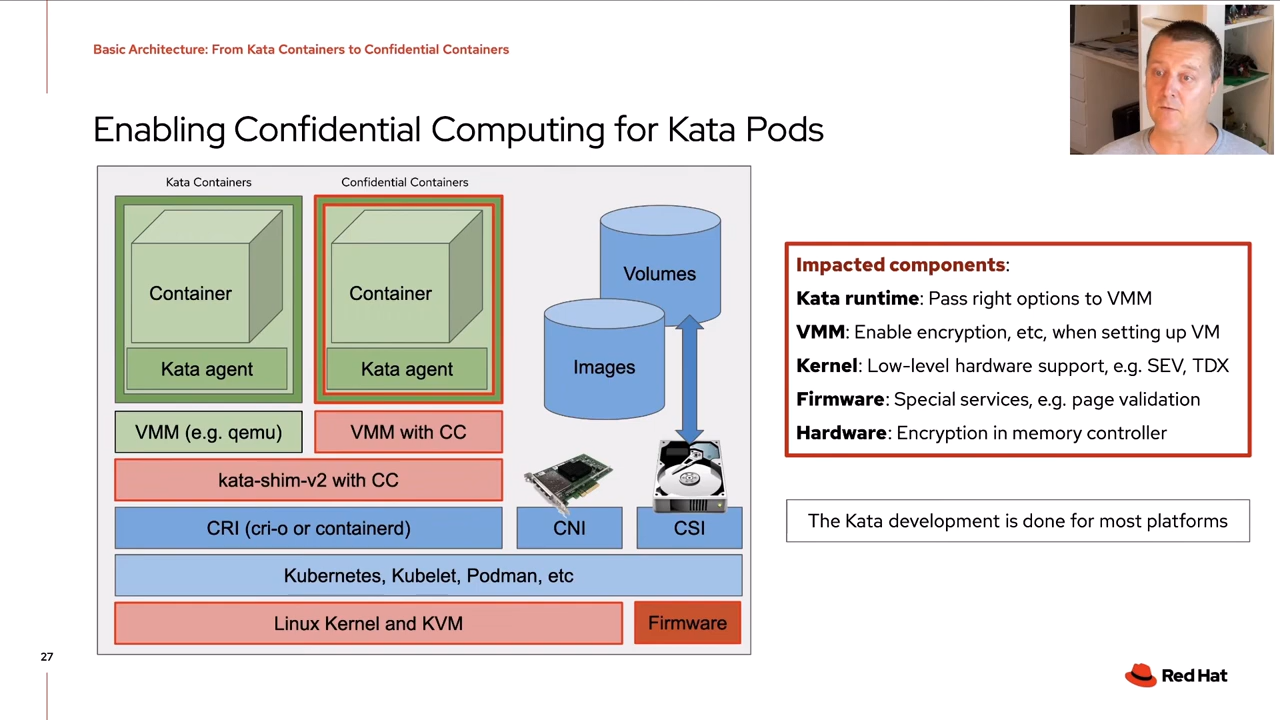 Basic Architecture: From Kata Containers to Confidential Containers
Enabling Confidential Computing for Kata Pods
Kata Containers
Confidential Containers
Container
Container
Kata agent
Kata agent
Volumes
Images
VMM (e.g. qemu)
VMM with CC
kata-shim-v2 with CC
CRI (cri-o or containerd)
CNI
CSI
Kubernetes, Kubelet, Podman, etc
Linux Kernel and KVM
Firmware
Impacted components:
Kata runtime: Pass right options to VMM
VMM: Enable encryption, etc, when setting up VM
Kernel: Low-level hardware support, e.g. SEV, TDX
Firmware: Special services, e.g. page validation
Hardware: Encryption in memory controller
The Kata development is done for most platforms
27
Red Hat